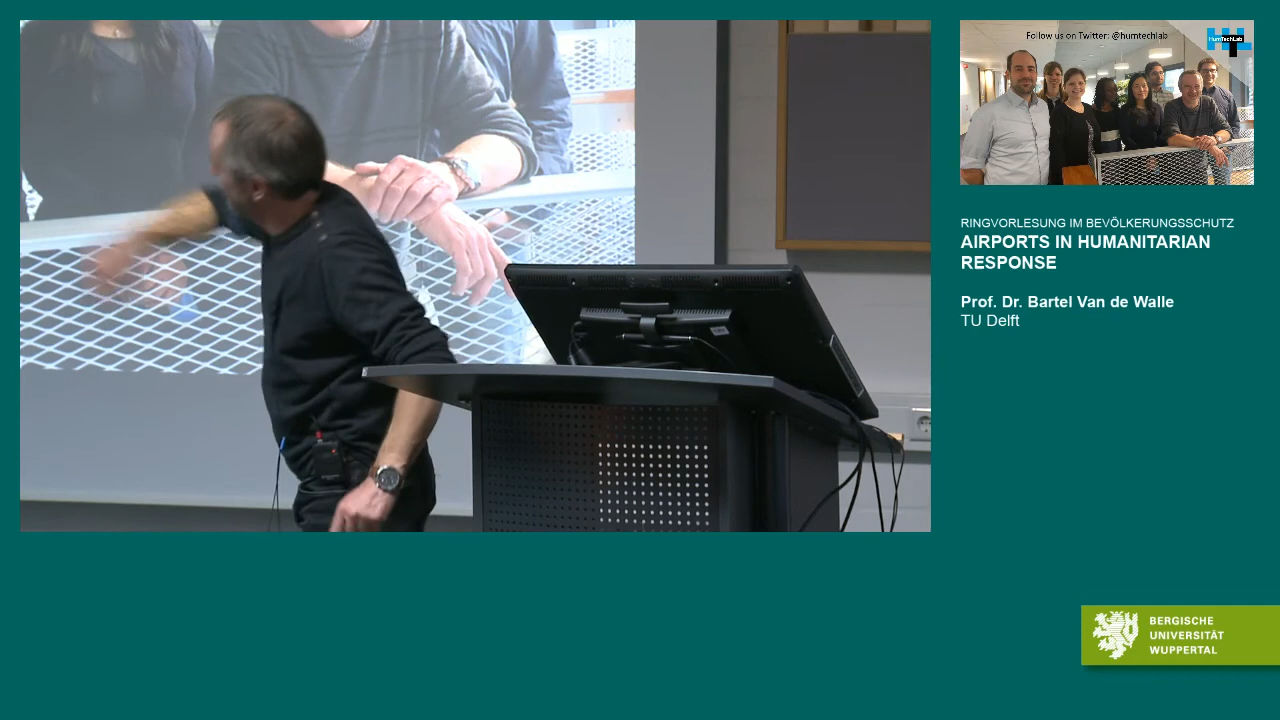 Follow us on Twitter: @humtechlab
HumTechLab
RINGVORLESUNG IM BEVÖLKERUNGSSCHUTZ
AIRPORTS IN HUMANITARIAN
RESPONSE
Prof. Dr. Bartel Van de Walle
TU Delft
BERGISCHE
UNIVERSITÄT
WUPPERTAL